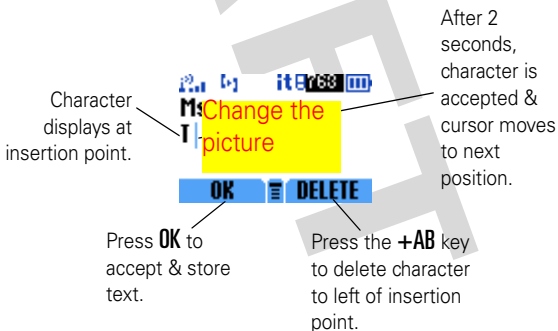 After 2
seconds,
character is
accepted &
cursor moves
to next
position.
Character
displays at
insertion point.
Change the
picture
T
OK DELETE
Press OK to
accept & store
text.
Press the +AB key
to delete character
to left of insertion
point.